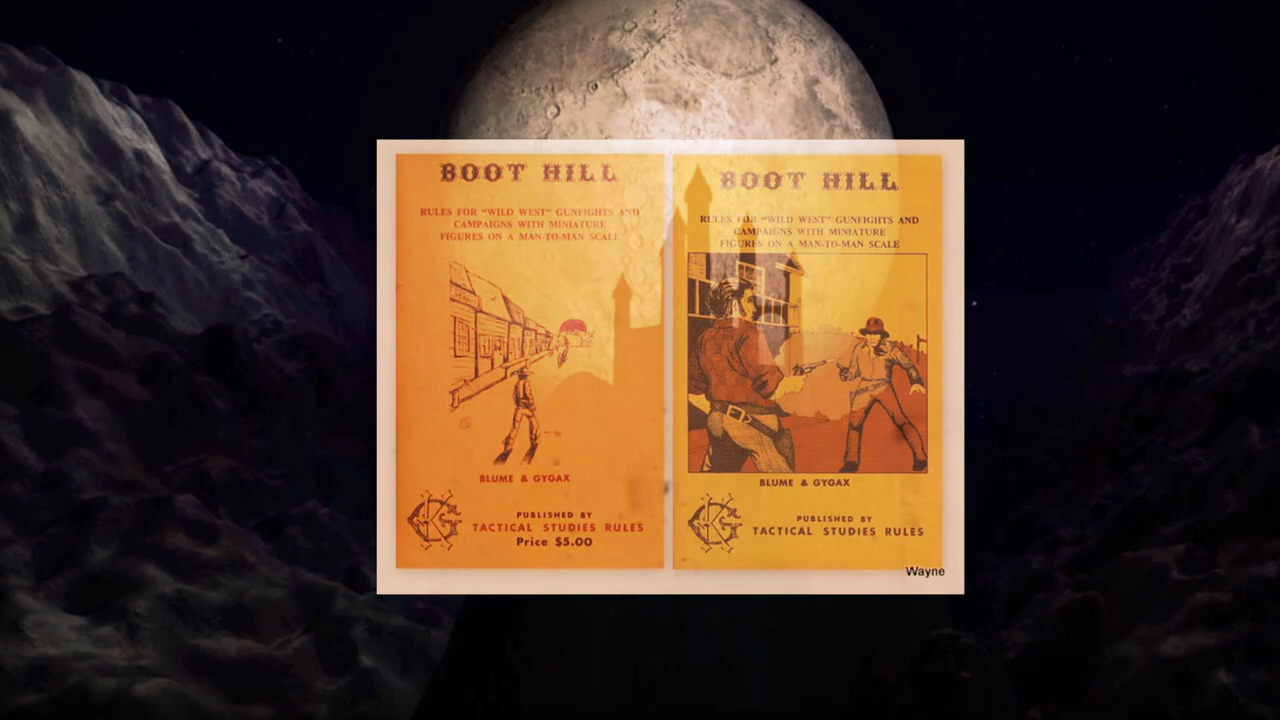 BOOT HILL
RULES FOR "WILD WEST" GUNFIGHTS AND
CAMPAIGNS WITH MINIATURE
FIGURES ON A MAN-TO-MAN SCALE
BLUME & GYGAX
PUBLISHED BY
TACTICAL STUDIES RULES
Price $5.00
BOOT HILL
RULES FOR "WILD WEST" GUNFIGHTS AND
CAMPAIGNS WITH MINIATURE
FIGURES ON A MAN-TO-MAN SCALE
BLUME & GYGAX
PUBLISHED BY
TACTICAL STUDIES RULES
Wayne